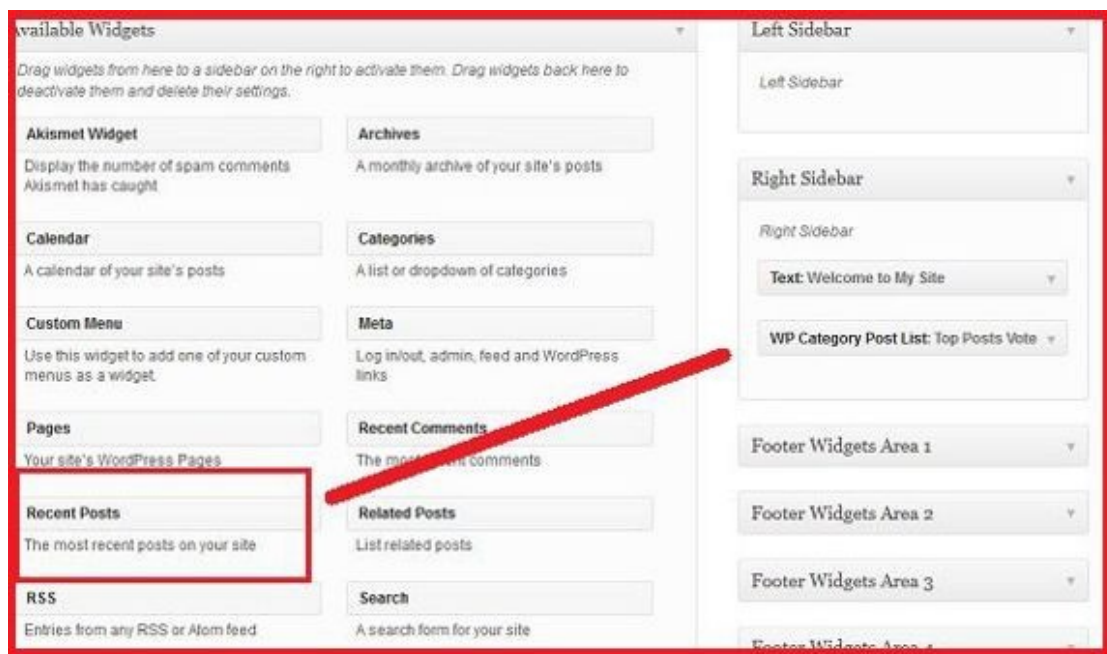 Available Widgets
Drag widgets from here to a sidebar on the right to activate them. Drag widgets back here to
deactivate them and delete their settings.
Akismet Widget
Display the number of spam comments
Akismet has caught
Archives
A monthly archive of your site's posts
Calendar
A calendar of your site's posts
Categories
A list or dropdown of categories
Custom Menu
Use this widget to add one of your custom
menus as a widget.
Meta
Log in/out, admin, feed and WordPress
links
Pages
Your site's WordPress Pages
Recent Comments
The most recent comments
Recent Posts
The most recent posts on your site
Related Posts
List related posts
RSS
Entries from any RSS or Atom feed
Search
A search form for your site
Left Sidebar
Left Sidebar
Right Sidebar
Right Sidebar
Text: Welcome to My Site
WP Category Post List: Top Posts Vote
Footer Widgets Area 1
Footer Widgets Area 2
Footer Widgets Area 3
Footer Widgets Area 4